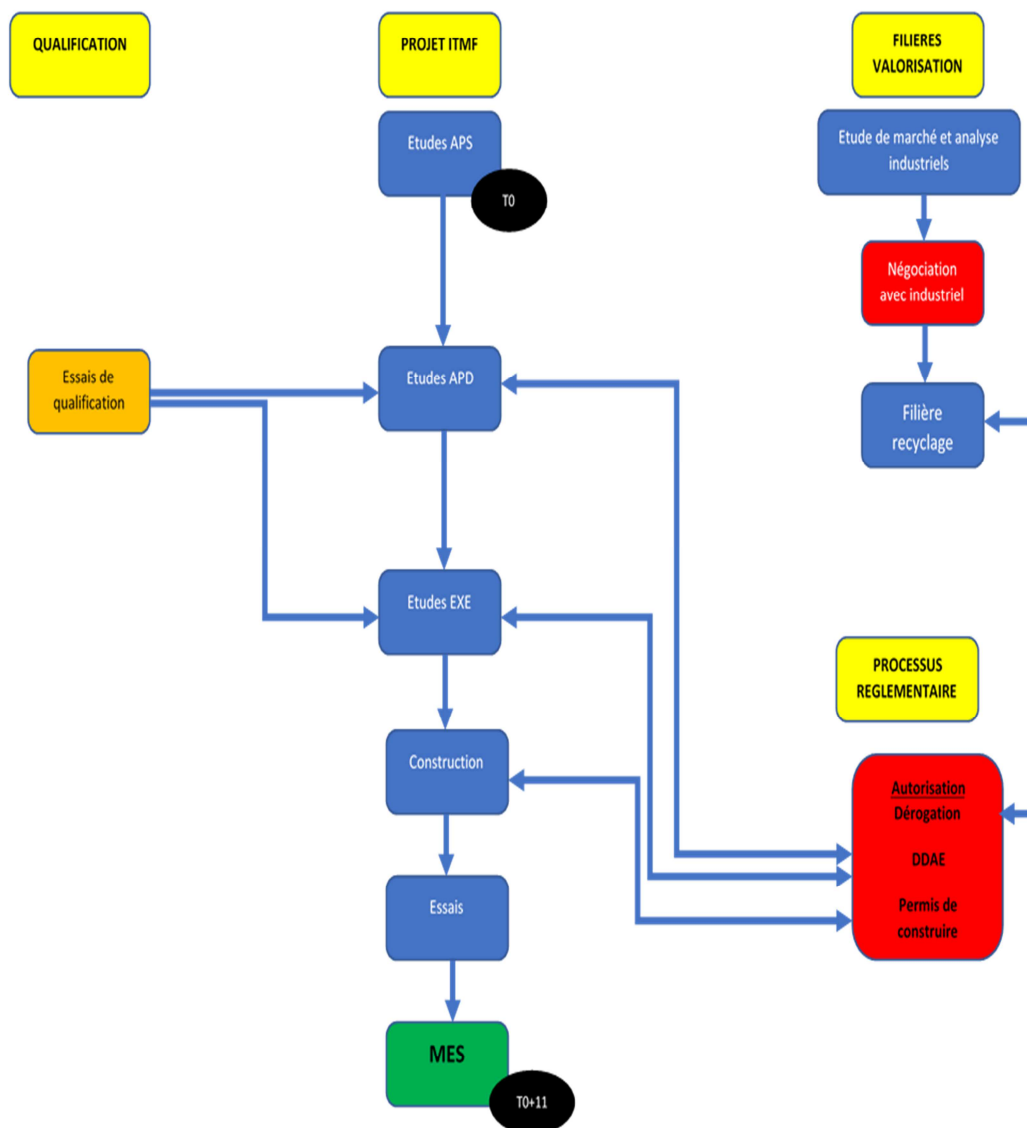 QUALIFICATION
PROJET ITMF
FILIERES
VALORISATION
Etudes APS
T0
Etude de marché et analyse
industriels
Négociation
avec industriel
Essais de
qualification
Etudes APD
Filière
recyclage
Etudes EXE
PROCESSUS
REGLEMENTAIRE
Construction
Autorisation
Dérogation
DDAE
Permis de
construire
Essais
MES
T0+11